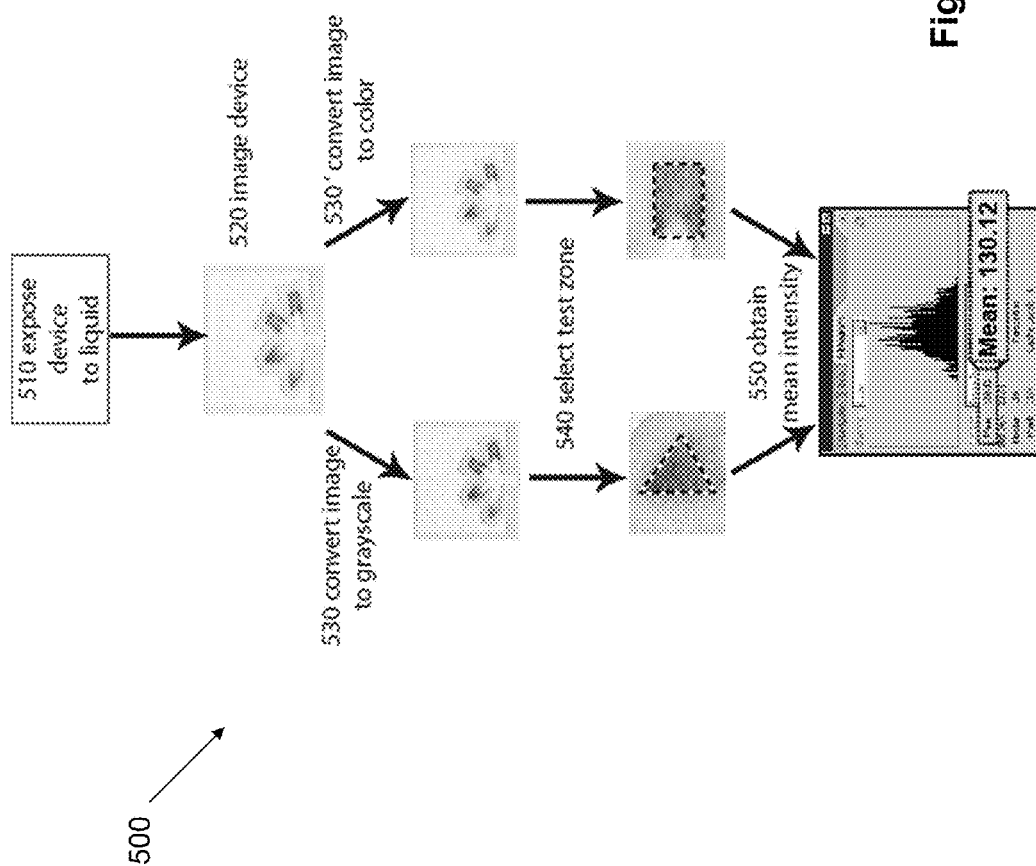 500
510 expose
device
to liquid
520 image device
530 convert image
to grayscale
530' convert image
to color
540 select test zone
550 obtain
mean intensity
Mean: 130.12
Fig